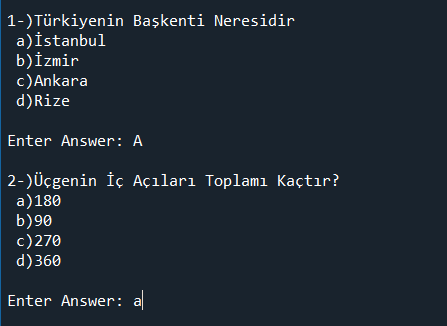 1-)Türkiyenin Başkenti Neresidir
a)İstanbul
b)İzmir
c)Ankara
d)Rize
Enter Answer: A
2-)Üçgenin İç Açıları Toplamı Kaçtır?
a)180
b)90
c)270
d)360
Enter Answer: a